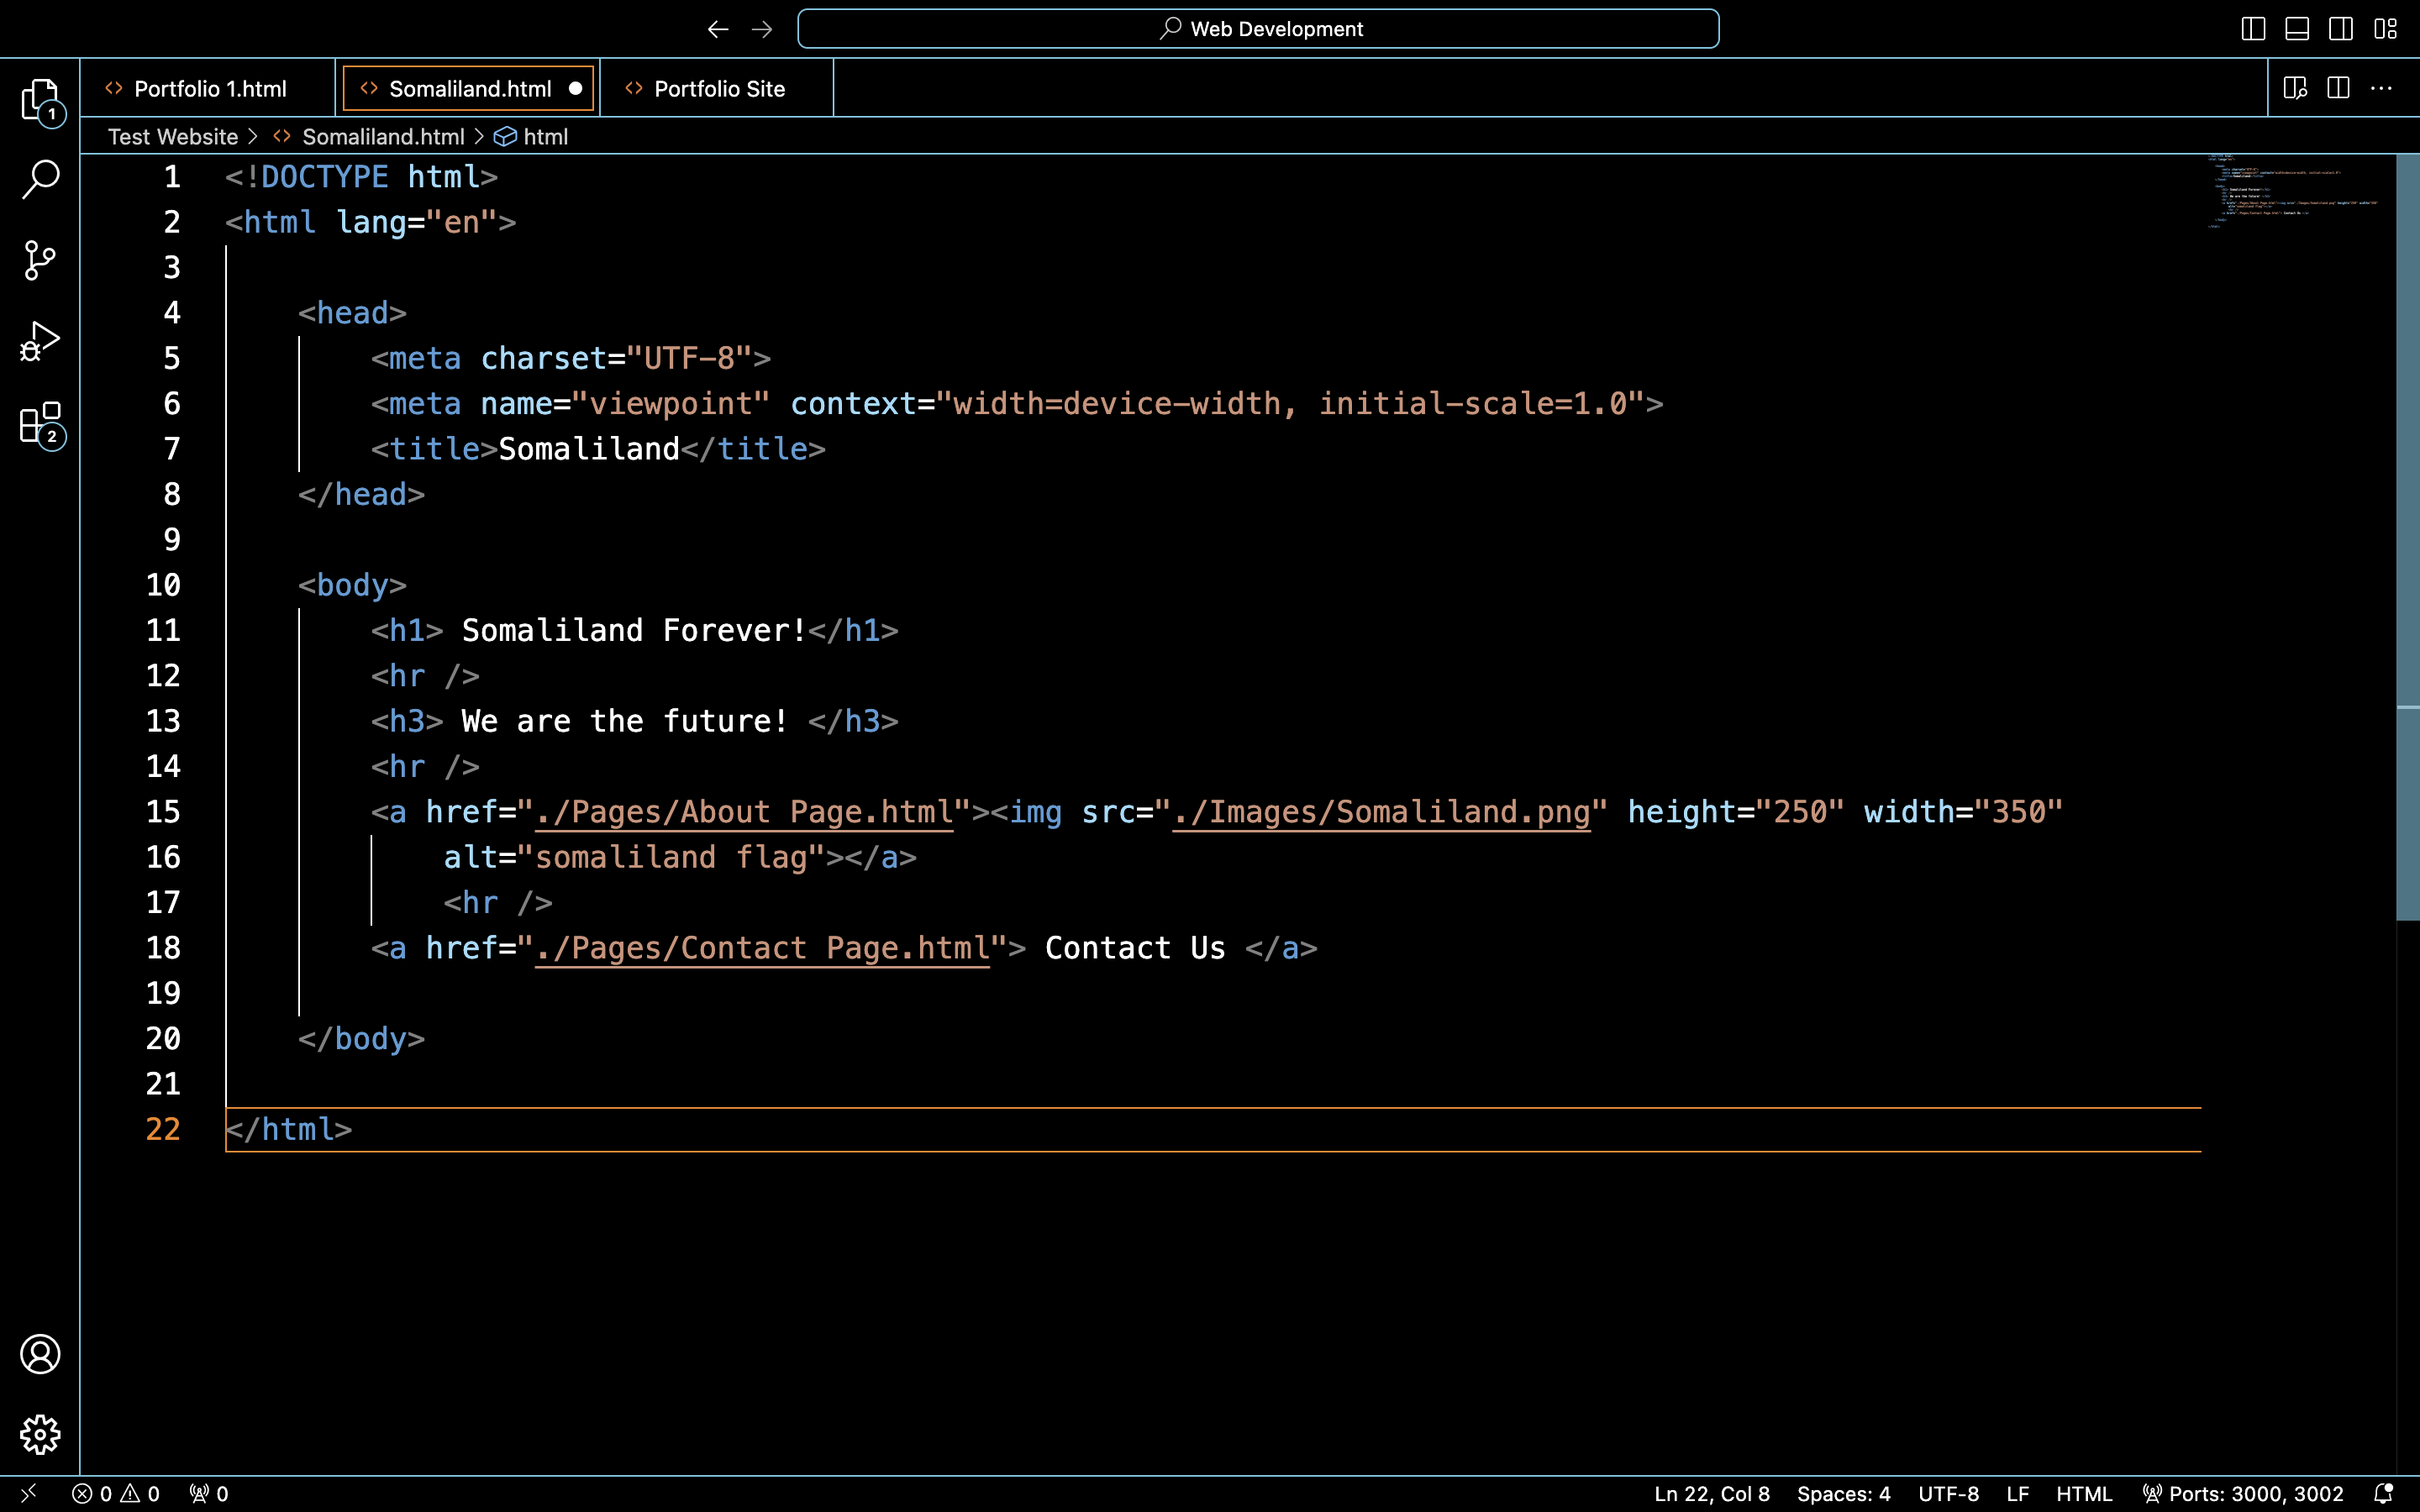 Web Development
Portfolio 1.html
Somaliland.html
Portfolio Site
Test Website > Somaliland.html > html
1 <!DOCTYPE html>
2 <html lang="en">
3
4 <head>
5 <meta charset="UTF-8">
6 <meta name="viewpoint" context="width=device-width, initial-scale=1.0">
7 <title>Somaliland</title>
8 </head>
9
10 <body>
11 <h1> Somaliland Forever!</h1>
12 <hr />
13 <h3> We are the future! </h3>
14 <hr />
15 <a href="./Pages/About Page.html"><img src="./Images/Somaliland.png" height="250" width="350"
16 alt="somaliland flag"></a>
17 <hr />
18 <a href="./Pages/Contact Page.html"> Contact Us </a>
19
20 </body>
21
22 </html>
1
2
0 0 0
Ln 22, Col 8 Spaces: 4 UTF-8 LF HTML Ports: 3000, 3002